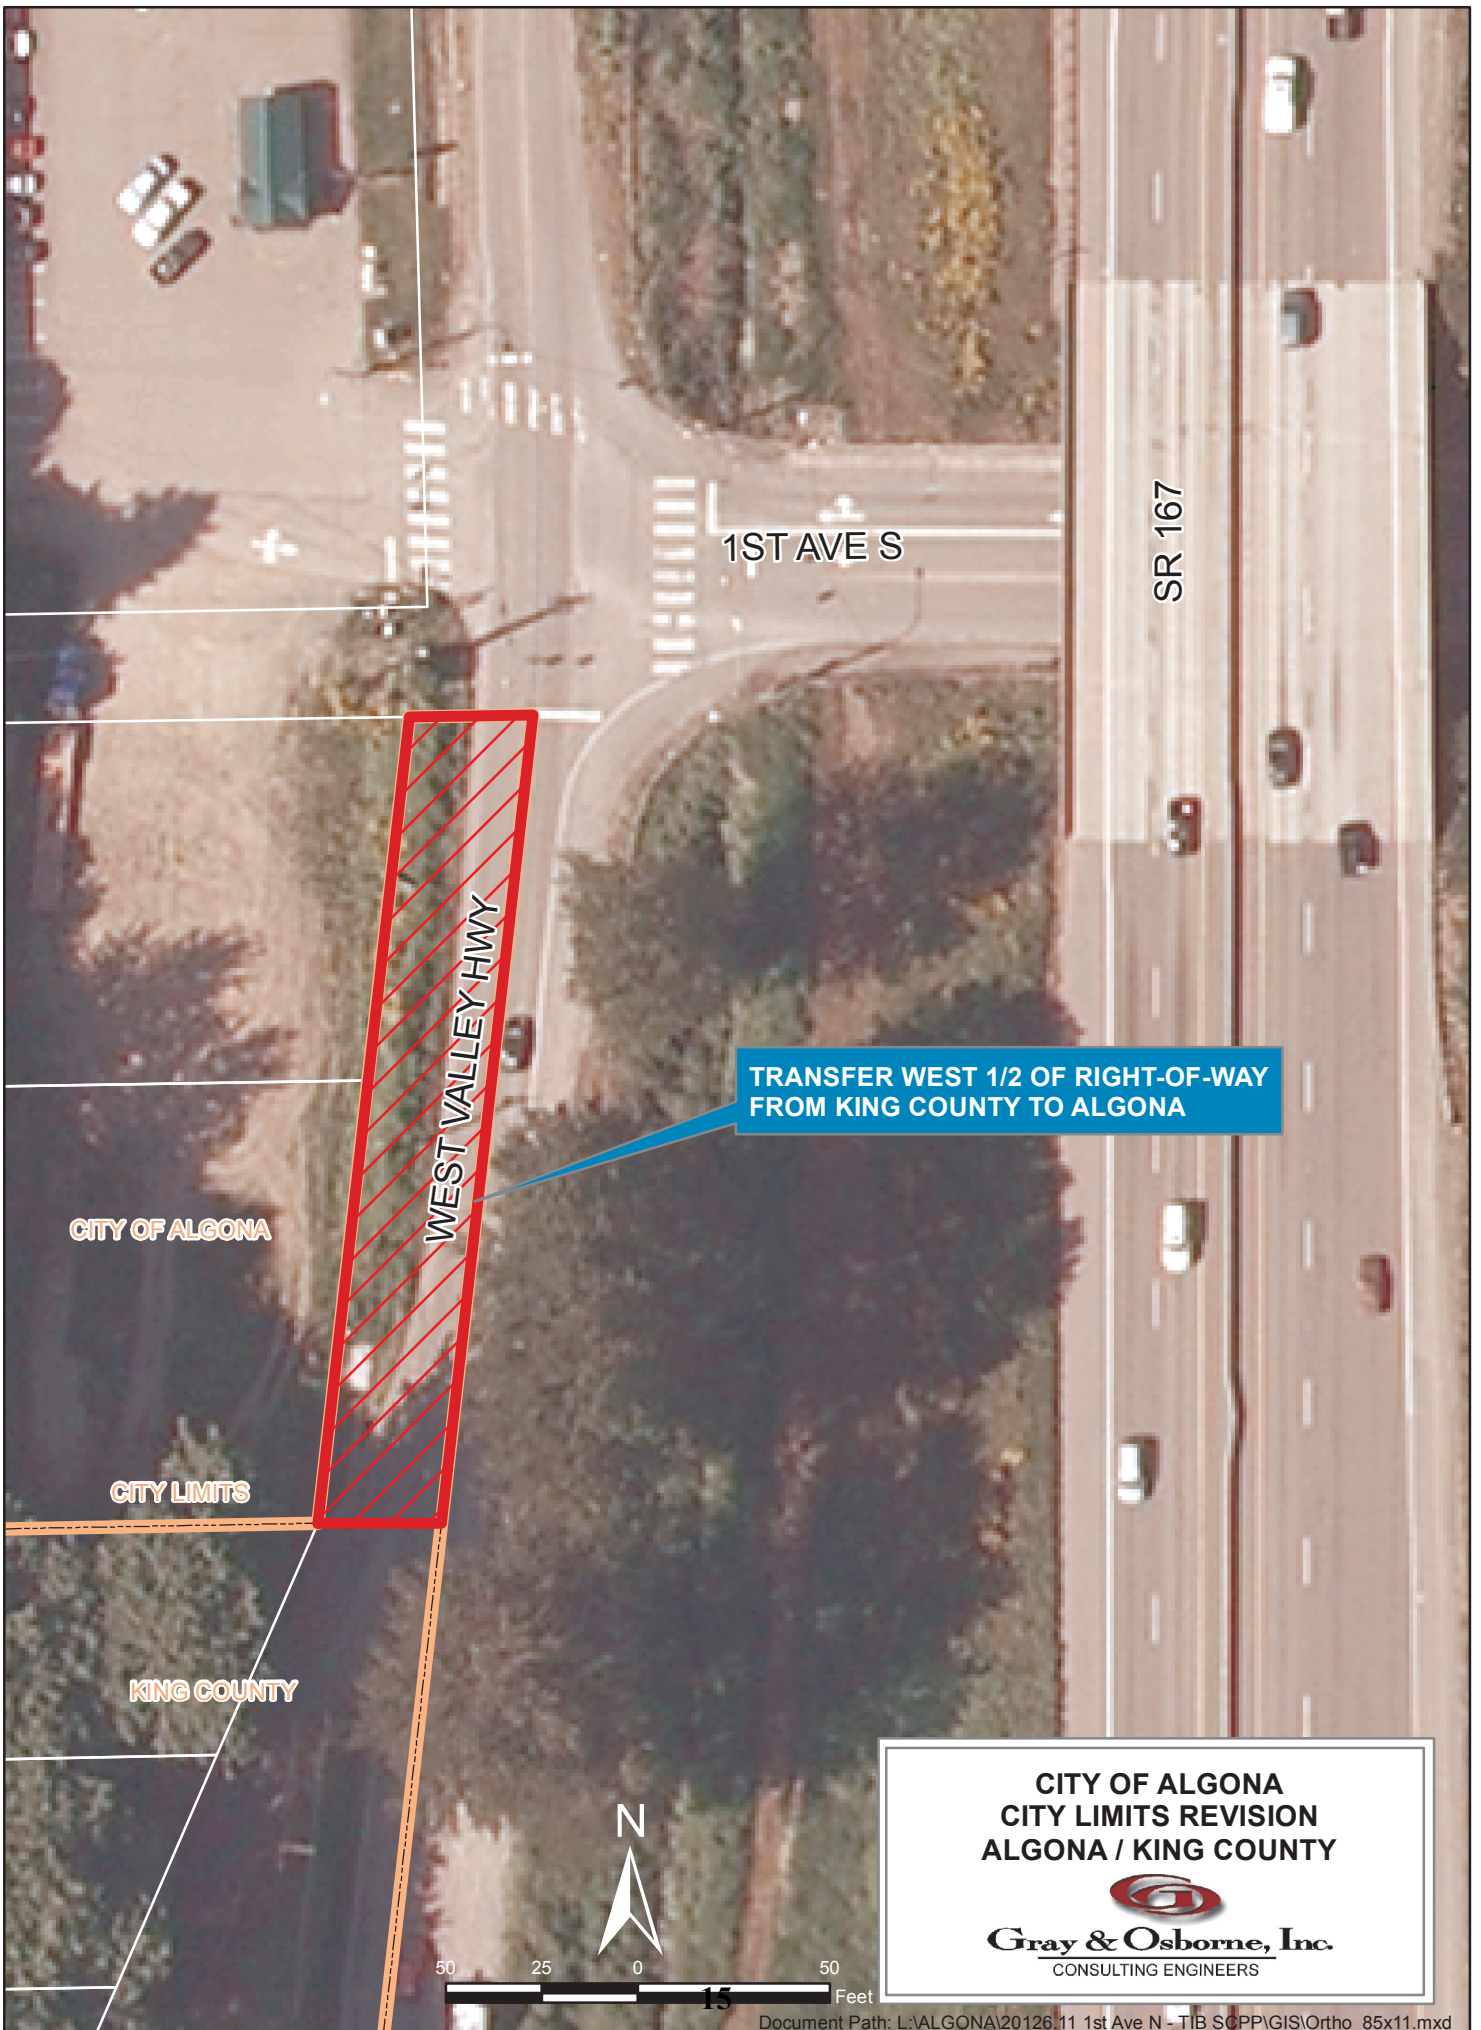 1ST AVE S
SR 167
WEST VALLEY HWY
TRANSFER WEST 1/2 OF RIGHT-OF-WAY
FROM KING COUNTY TO ALGONA
CITY OF ALGONA
CITY LIMITS
KING COUNTY
N
50 25 0 50
Feet
15
CITY OF ALGONA
CITY LIMITS REVISION
ALGONA / KING COUNTY
G
Gray & Osborne, Inc.
CONSULTING ENGINEERS
Document Path: L:\ALGONA\20126.11 1st Ave N - TIB SCPP\GIS\Ortho_85x11.mxd